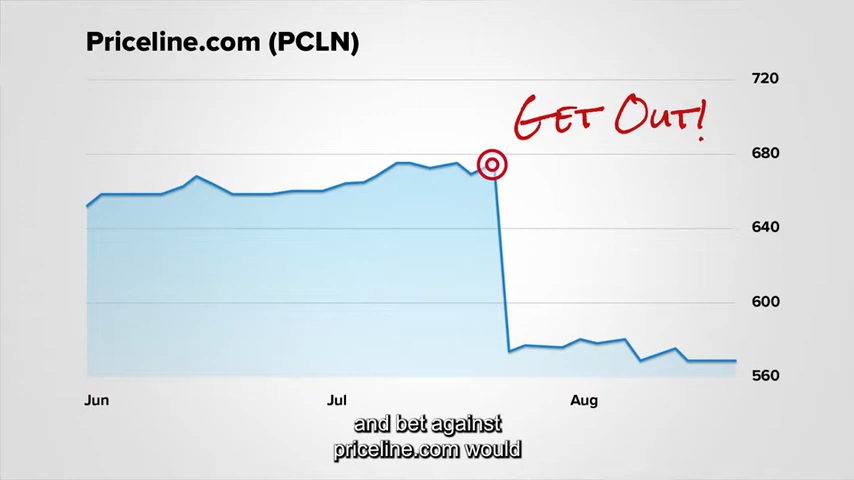 Priceline.com (PCLN)
720
Get Out!
680
640
600
560
Jun Jul Aug
and bet against
priceline.com would